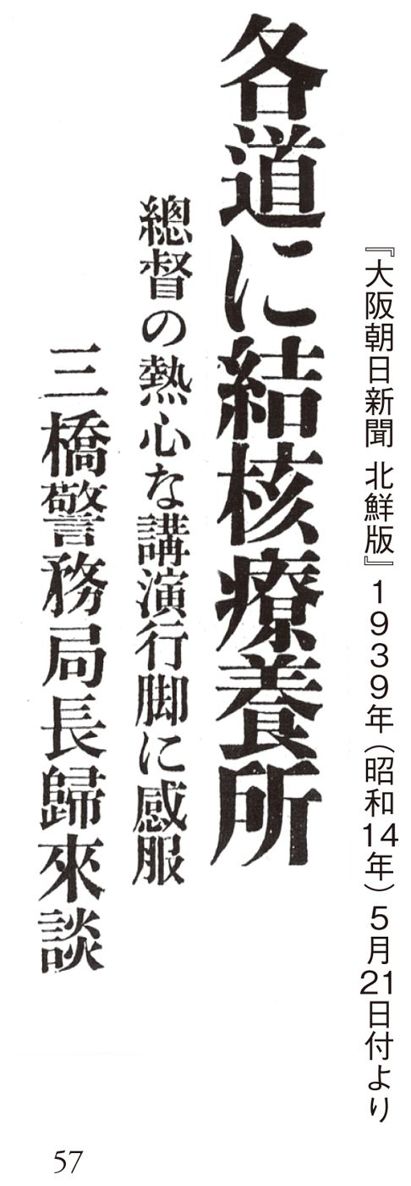 『大阪朝日新聞 北鮮版』1939年（昭和14年）5月21日付より
各道に結核療養所
總督の熱心な講演行脚に感服
三橋警務局長歸來談
57